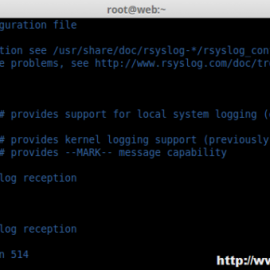 root@web:~
guration file
tion see /usr/share/doc/rsyslog-*/rsyslog_con
e problems, see http://www.rsyslog.com/doc/tr
# provides support for local system logging (
# provides kernel logging support (previously
# provides --MARK-- message capability
log reception
log reception
n 514
http://w